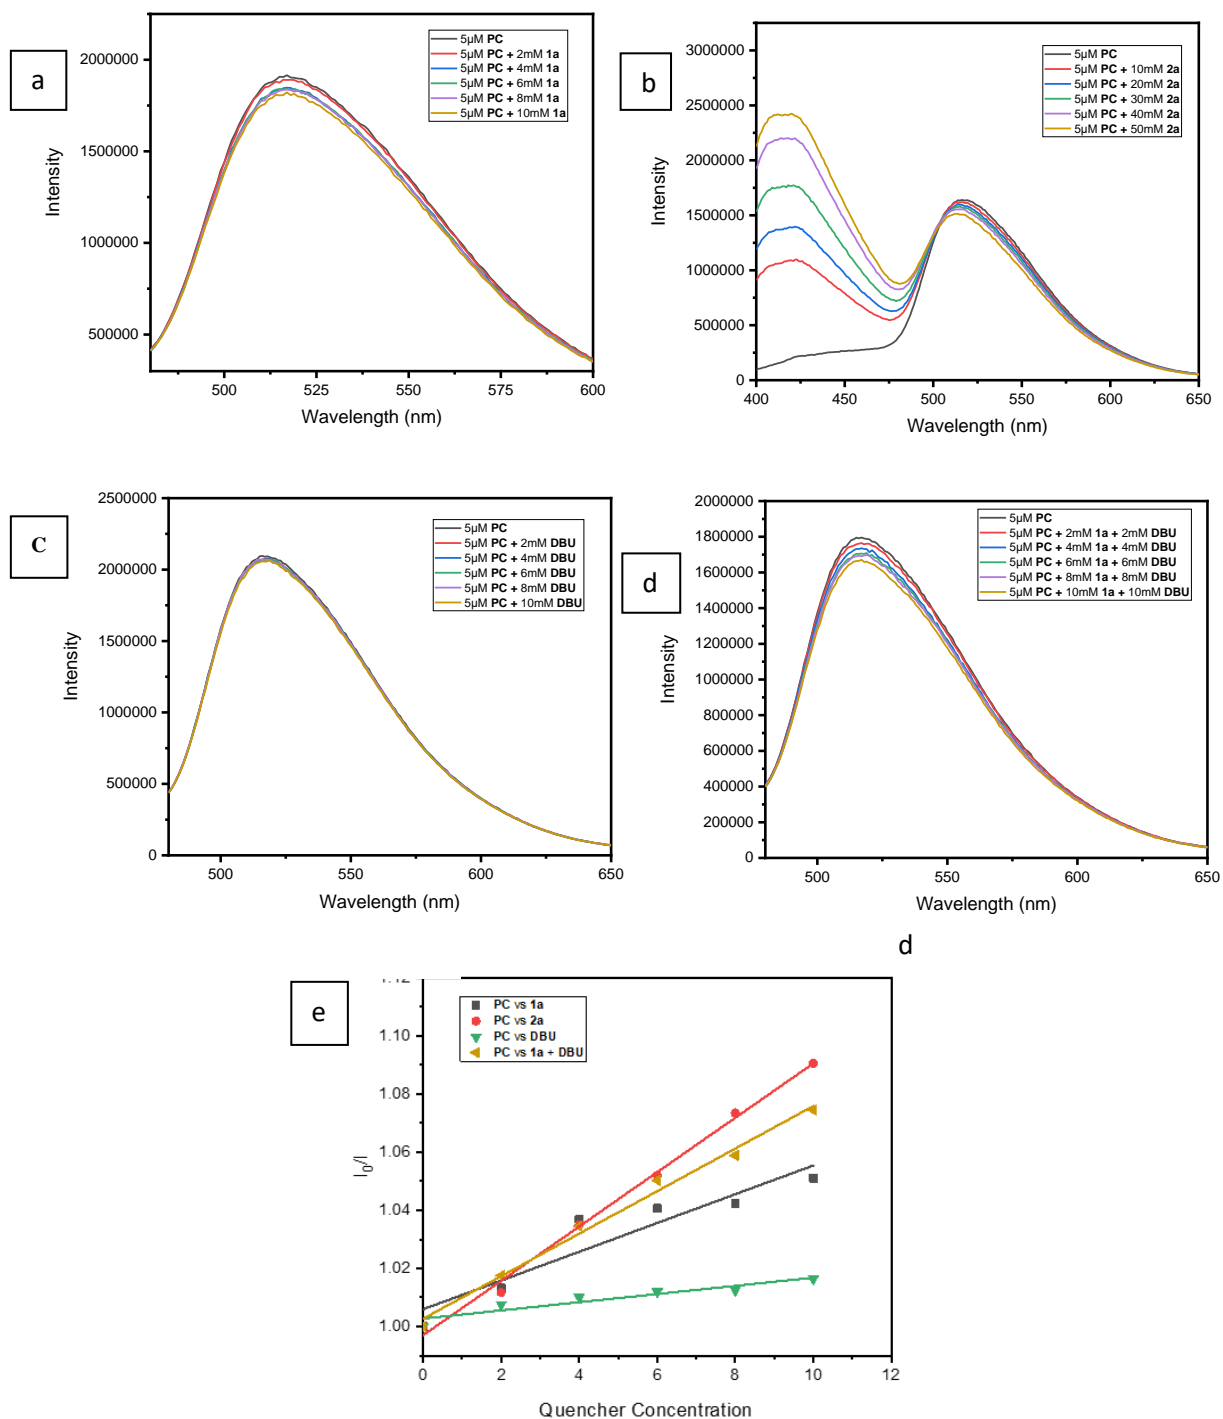 a
2000000
1500000
1000000
500000
Intensity
500
525
550
575
600
Wavelength (nm)
5µM PC
5µM PC + 2mM 1a
5µM PC + 4mM 1a
5µM PC + 6mM 1a
5µM PC + 8mM 1a
5µM PC + 10mM 1a
b
3000000
2500000
2000000
1500000
1000000
500000
0
Intensity
400
450
500
550
600
650
Wavelength (nm)
5µM PC
5µM PC + 10mM 2a
5µM PC + 20mM 2a
5µM PC + 30mM 2a
5µM PC + 40mM 2a
5µM PC + 50mM 2a
C
2500000
2000000
1500000
1000000
500000
0
Intensity
500
550
600
650
Wavelength (nm)
5µM PC
5µM PC + 2mM DBU
5µM PC + 4mM DBU
5µM PC + 6mM DBU
5µM PC + 8mM DBU
5µM PC + 10mM DBU
d
2000000
1800000
1600000
1400000
1200000
1000000
800000
600000
400000
200000
0
Intensity
500
550
600
650
Wavelength (nm)
5µM PC
5µM PC + 2mM 1a + 2mM DBU
5µM PC + 4mM 1a + 4mM DBU
5µM PC + 6mM 1a + 6mM DBU
5µM PC + 8mM 1a + 8mM DBU
5µM PC + 10mM 1a + 10mM DBU
d
e
1.12
1.10
1.08
1.06
1.04
1.02
1.00
I0/I
0
2
4
6
8
10
12
Quencher Concentration
PC vs 1a
PC vs 2a
PC vs DBU
PC vs 1a + DBU